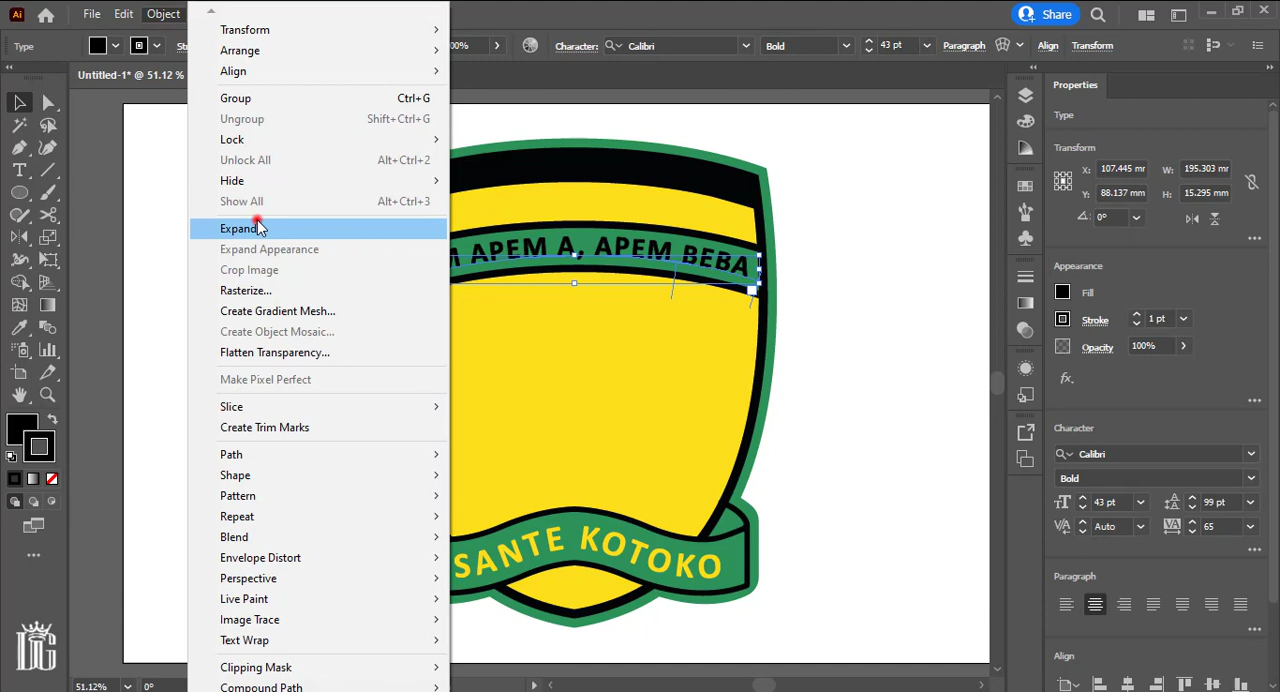 Ai File Edit Object Share
Type St 00% Character: Calibri Bold 43 pt Paragraph Align Transform
Untitled-1* @ 51.12 %
Transform
Arrange
Align
Group Ctrl+G
Ungroup Shift+Ctrl+G
Lock
Unlock All Alt+Ctrl+2
Hide
Show All Alt+Ctrl+3
Expand
Expand Appearance
Crop Image
Rasterize...
Create Gradient Mesh...
Create Object Mosaic...
Flatten Transparency...
Make Pixel Perfect
Slice
Create Trim Marks
Path
Shape
Pattern
Repeat
Blend
Envelope Distort
Perspective
Live Paint
Image Trace
Text Wrap
Clipping Mask
Compound Path
M APEM A, APEM BEBA
SANTE KOTOKO
Properties
Type
Transform
X: 107.445 mm W: 195.303 mm
Y: 88.137 mm H: 15.295 mm
0°
Appearance
Fill
Stroke 1 pt
Opacity 100%
fx
Character
Calibri
Bold
43 pt 99 pt
Auto 65
Paragraph
Align
DG
51.12% 0°